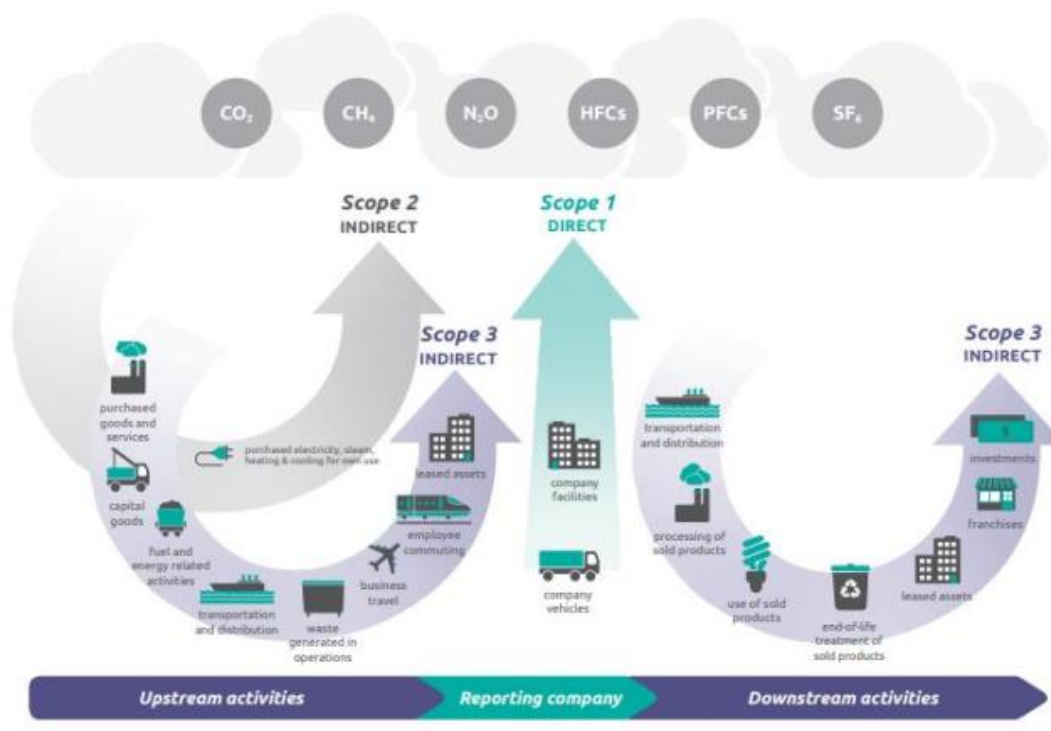 CO₂ CH₄ N₂O HFCs PFCs SF₆
Scope 2
INDIRECT
Scope 1
DIRECT
Scope 3
INDIRECT
Scope 3
INDIRECT
purchased
goods and
services
capital
goods
fuel and
energy related
activities
transportation
and distribution
waste
generated in
operations
business
travel
employee
commuting
leased assets
purchased electricity, steam,
heating & cooling for own use
company
facilities
company
vehicles
transportation
and distribution
processing of
sold products
use of sold
products
end-of-life
treatment of
sold products
leased assets
franchises
$
investments
Upstream activities
Reporting company
Downstream activities